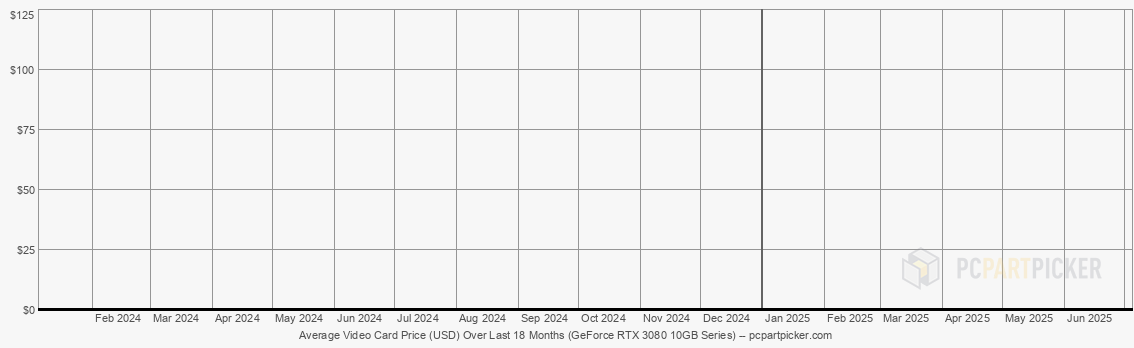 $125
$100
$75
$50
$25
$0
PCPARTPICKER
Feb 2024 Mar 2024 Apr 2024 May 2024 Jun 2024 Jul 2024 Aug 2024 Sep 2024 Oct 2024 Nov 2024 Dec 2024 Jan 2025 Feb 2025 Mar 2025 Apr 2025 May 2025 Jun 2025
Average Video Card Price (USD) Over Last 18 Months (GeForce RTX 3080 10GB Series) – pcpartpicker.com